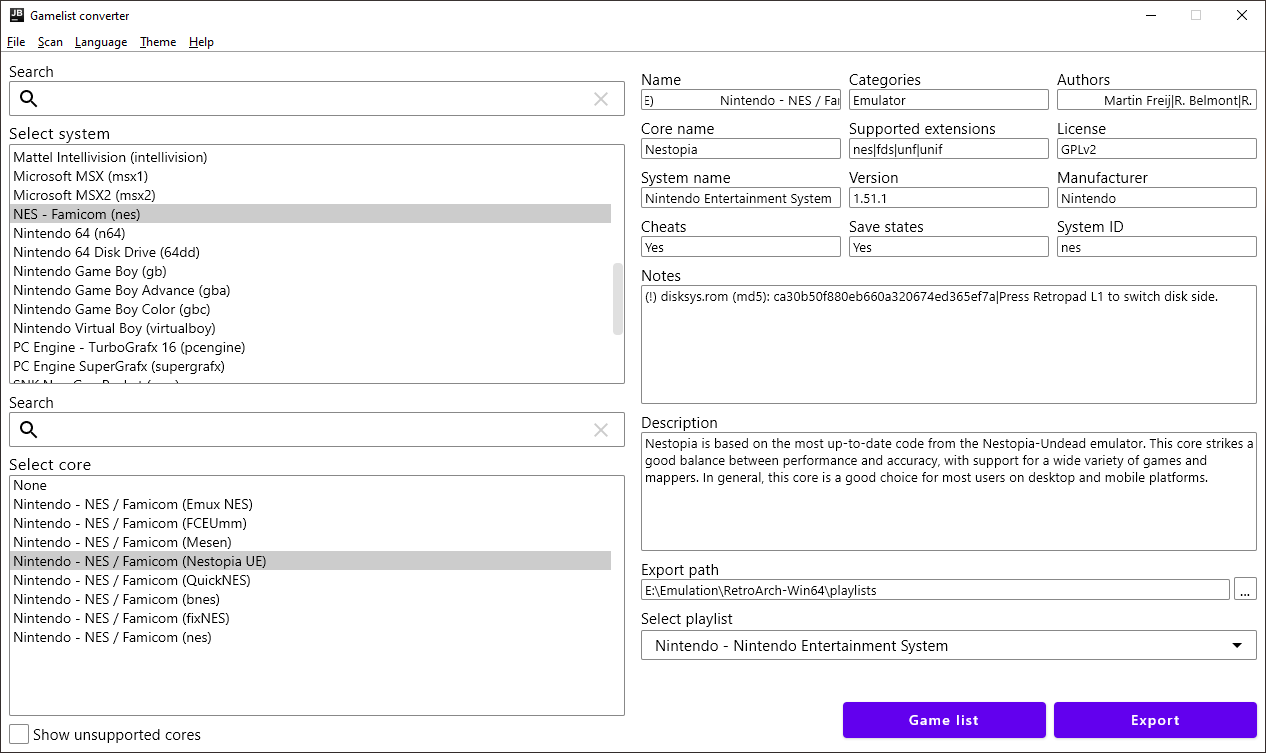 JB Gamelist converter
File Scan Language Theme Help
Search
Select system
Mattel Intellivision (intellivision)
Microsoft MSX (msx1)
Microsoft MSX2 (msx2)
NES - Famicom (nes)
Nintendo 64 (n64)
Nintendo 64 Disk Drive (64dd)
Nintendo Game Boy (gb)
Nintendo Game Boy Advance (gba)
Nintendo Game Boy Color (gbc)
Nintendo Virtual Boy (virtualboy)
PC Engine - TurboGrafx 16 (pcengine)
PC Engine SuperGrafx (supergrafx)
Search
Select core
None
Nintendo - NES / Famicom (Emux NES)
Nintendo - NES / Famicom (FCEUmm)
Nintendo - NES / Famicom (Mesen)
Nintendo - NES / Famicom (Nestopia UE)
Nintendo - NES / Famicom (QuickNES)
Nintendo - NES / Famicom (bnes)
Nintendo - NES / Famicom (fixNES)
Nintendo - NES / Famicom (nes)
Show unsupported cores
Name Categories Authors
E) Nintendo - NES / Fa Emulator Martin Freij|R. Belmont|R.
Core name Supported extensions License
Nestopia nes|fds|unf|unif GPLv2
System name Version Manufacturer
Nintendo Entertainment System 1.51.1 Nintendo
Cheats Save states System ID
Yes Yes nes
Notes
(!) disksys.rom (md5): ca30b50f880eb660a320674ed365ef7a|Press Retropad L1 to switch disk side.
Description
Nestopia is based on the most up-to-date code from the Nestopia-Undead emulator. This core strikes a
good balance between performance and accuracy, with support for a wide variety of games and
mappers. In general, this core is a good choice for most users on desktop and mobile platforms.
Export path
E:\Emulation\RetroArch-Win64\playlists ...
Select playlist
Nintendo - Nintendo Entertainment System
Game list Export